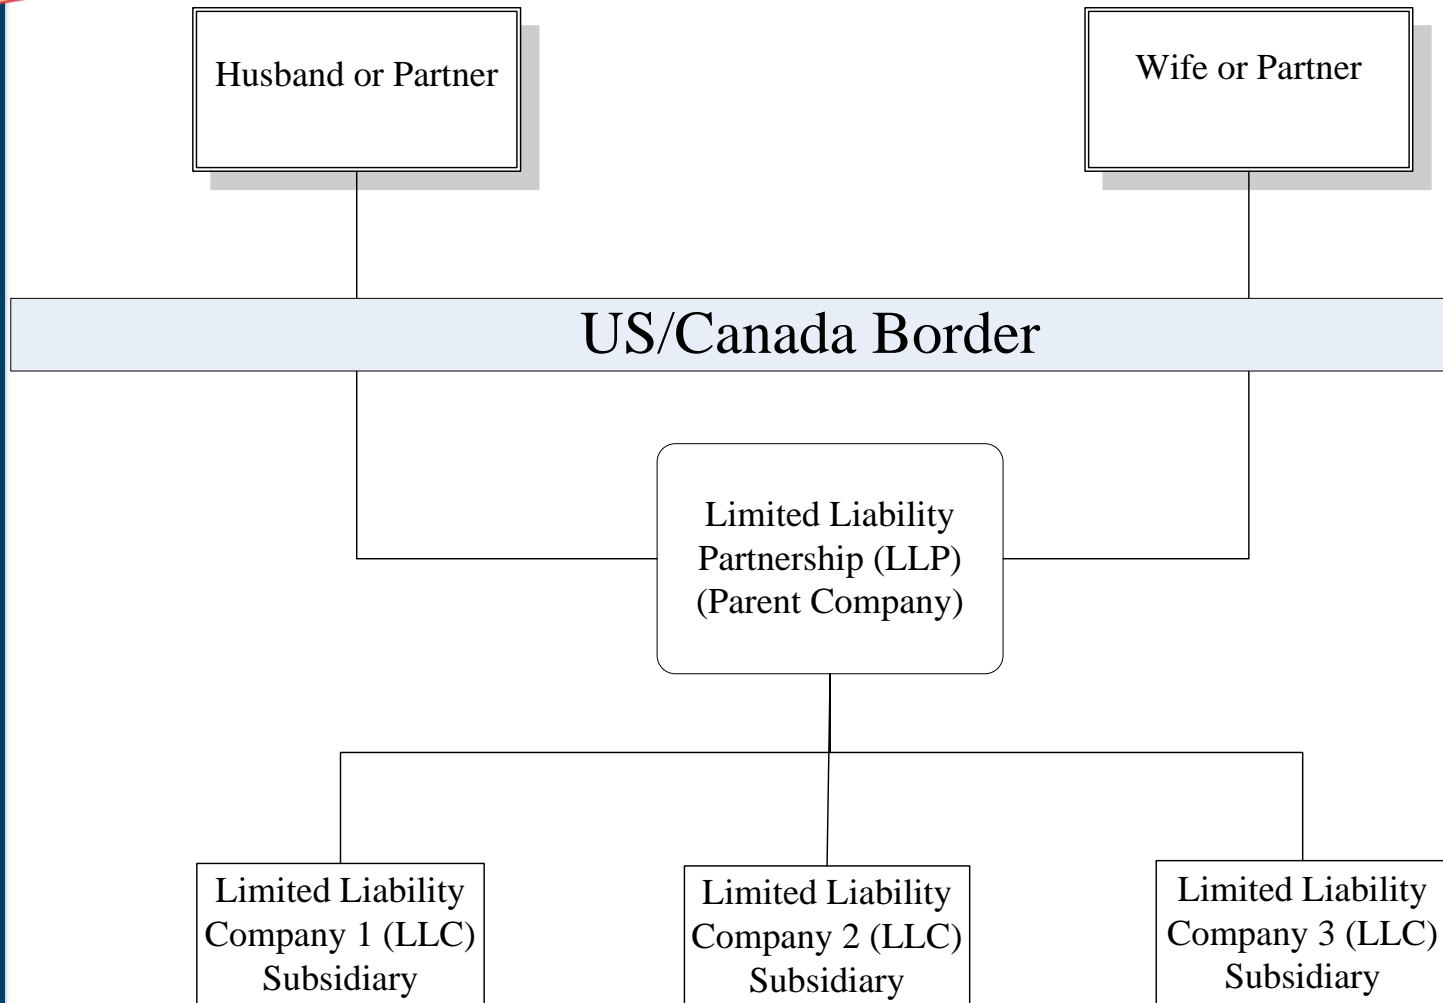 Husband or Partner
Wife or Partner
US/Canada Border
Limited Liability
Partnership (LLP)
(Parent Company)
Limited Liability
Company 1 (LLC)
Subsidiary
Limited Liability
Company 2 (LLC)
Subsidiary
Limited Liability
Company 3 (LLC)
Subsidiary